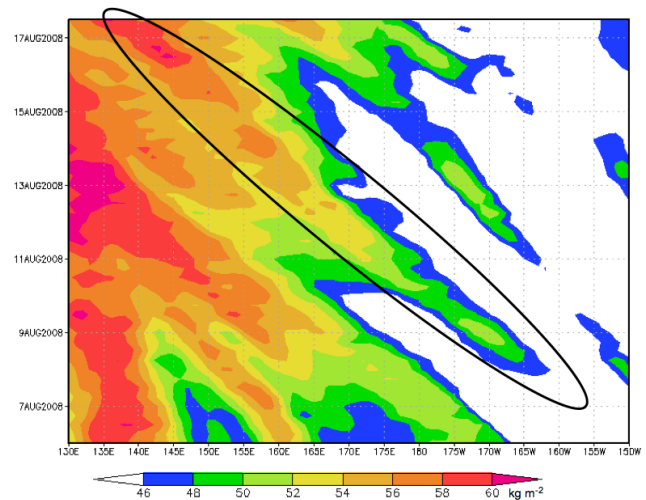 17AUG2008
15AUG2008
13AUG2008
11AUG2008
9AUG2008
7AUG2008
130E 135E 140E 145E 150E 155E 160E 165E 170E 175E 180 175W 170W 165W 160W 155W 150W
46 48 50 52 54 56 58 60 kg m⁻²